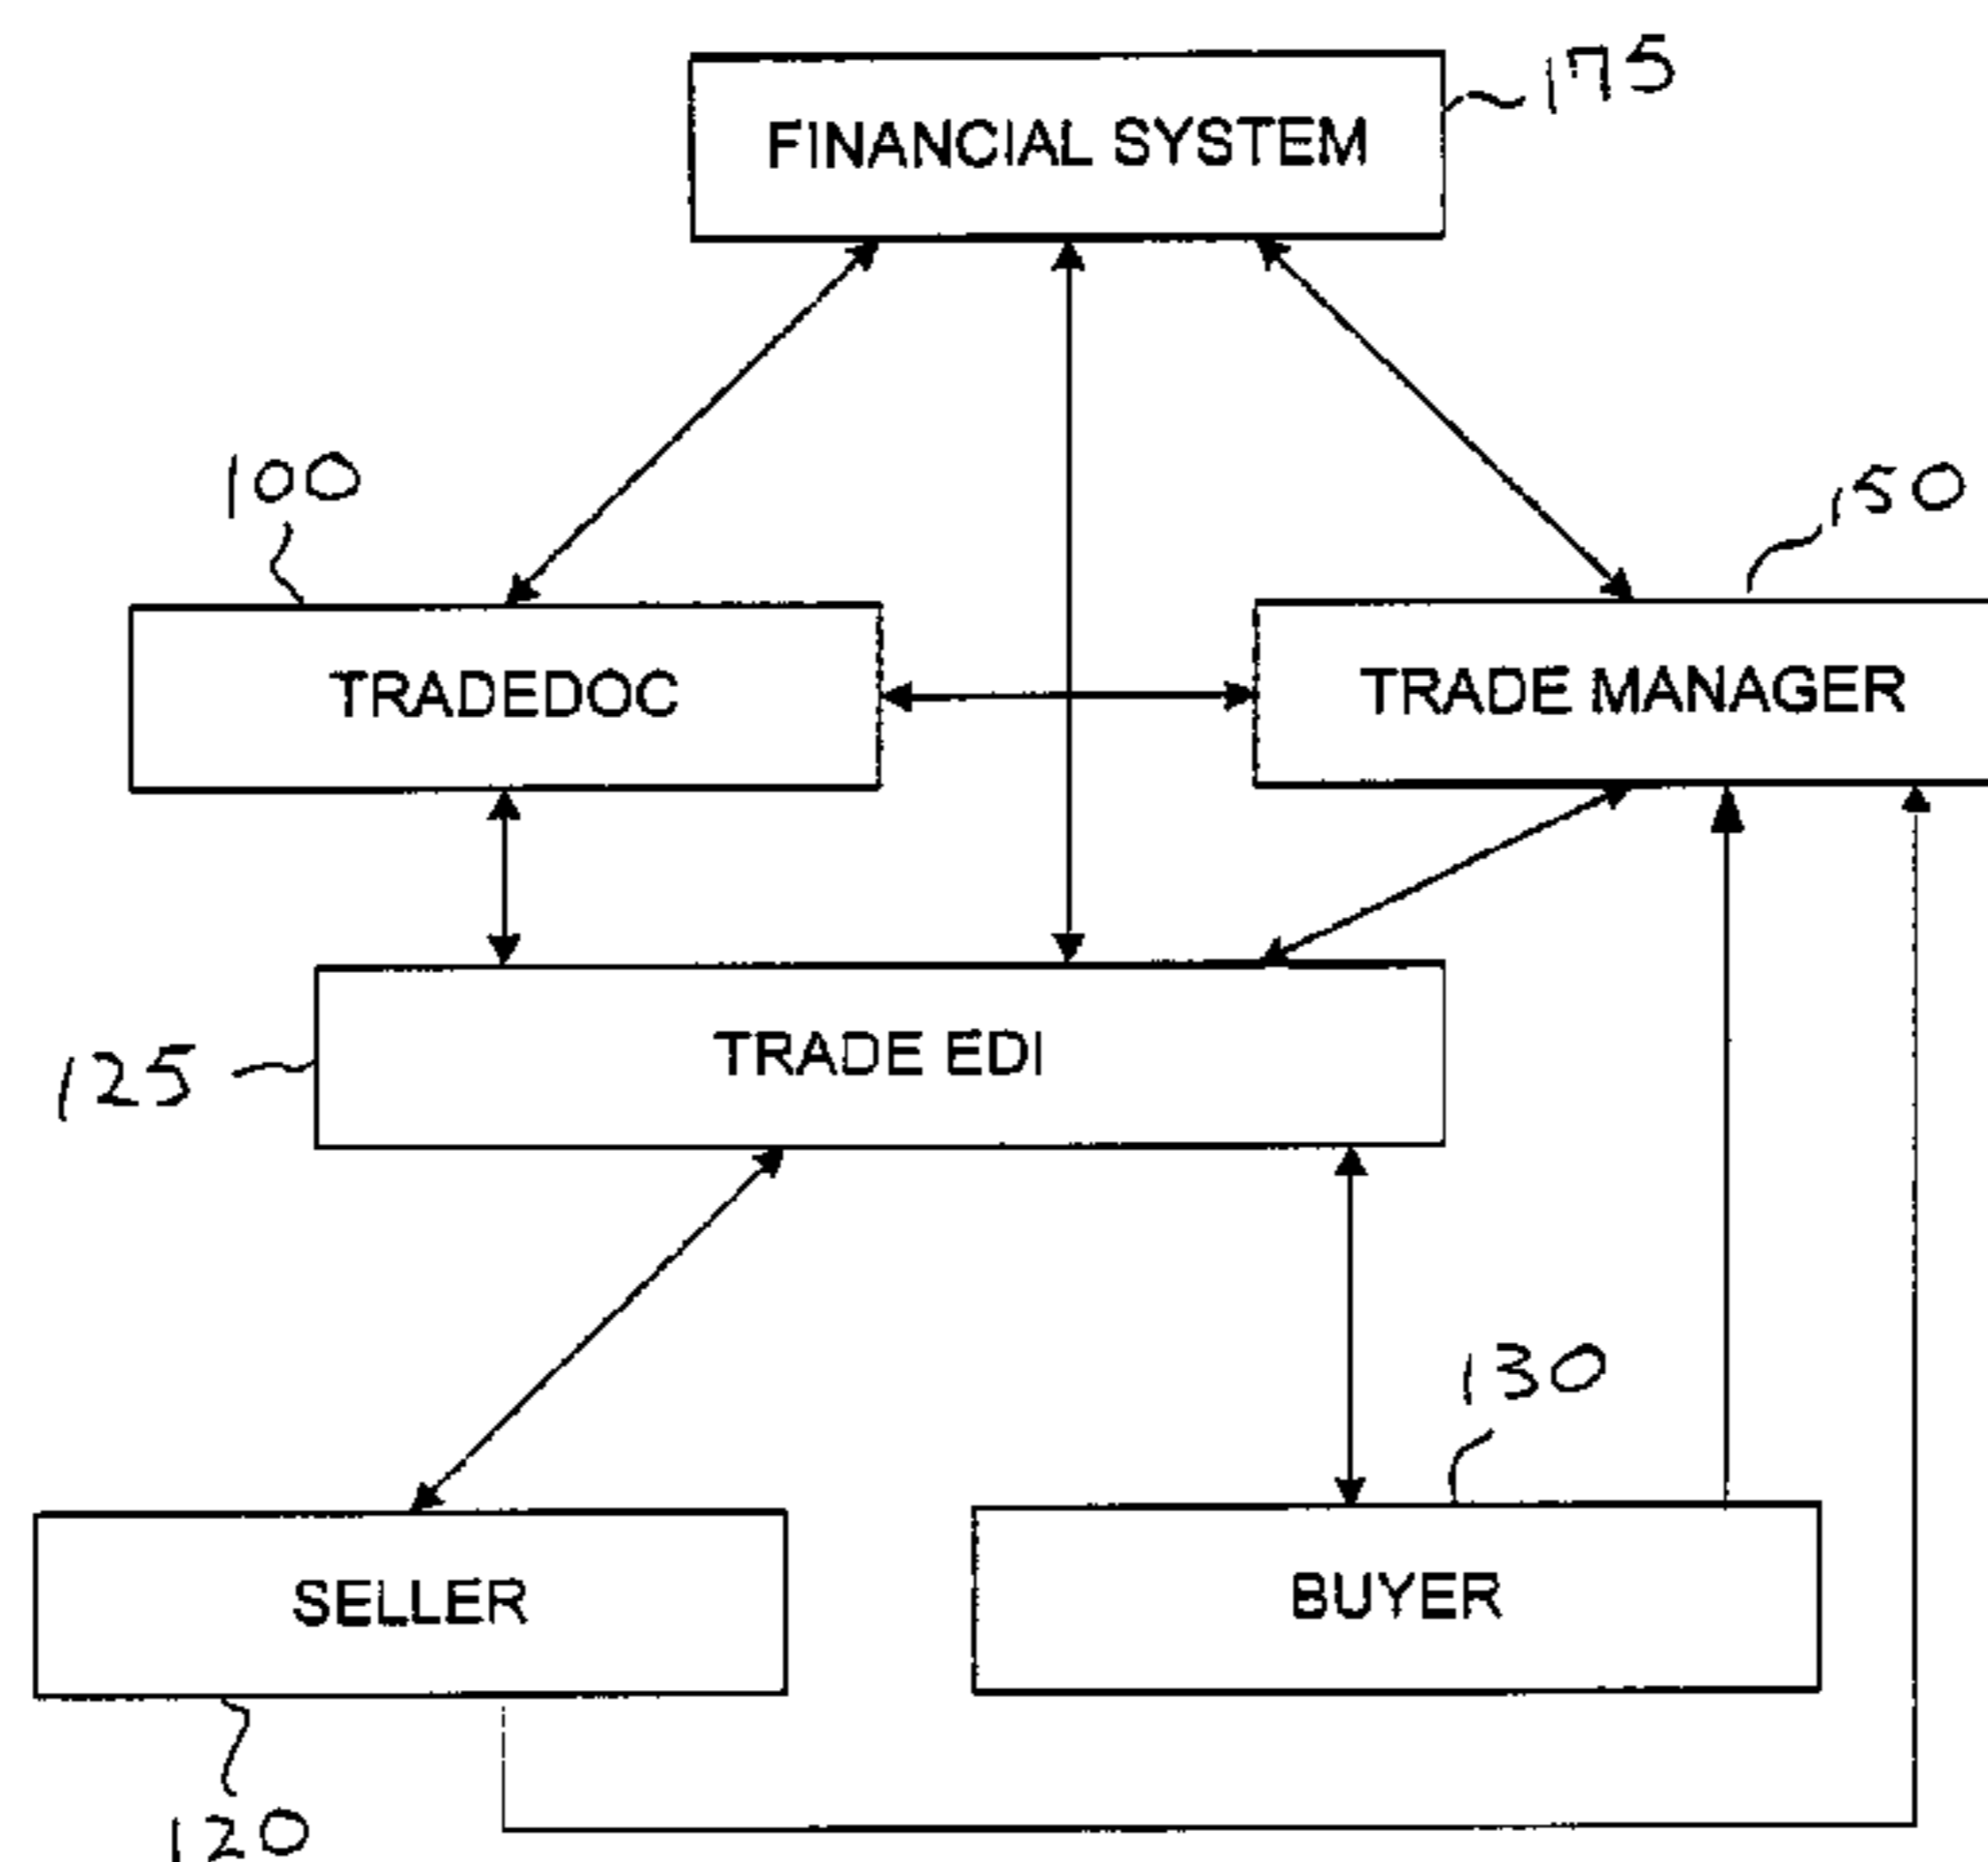 175
FINANCIAL SYSTEM
100
150
TRADEDOC
TRADE MANAGER
TRADE EDI
125
130
SELLER
BUYER
120